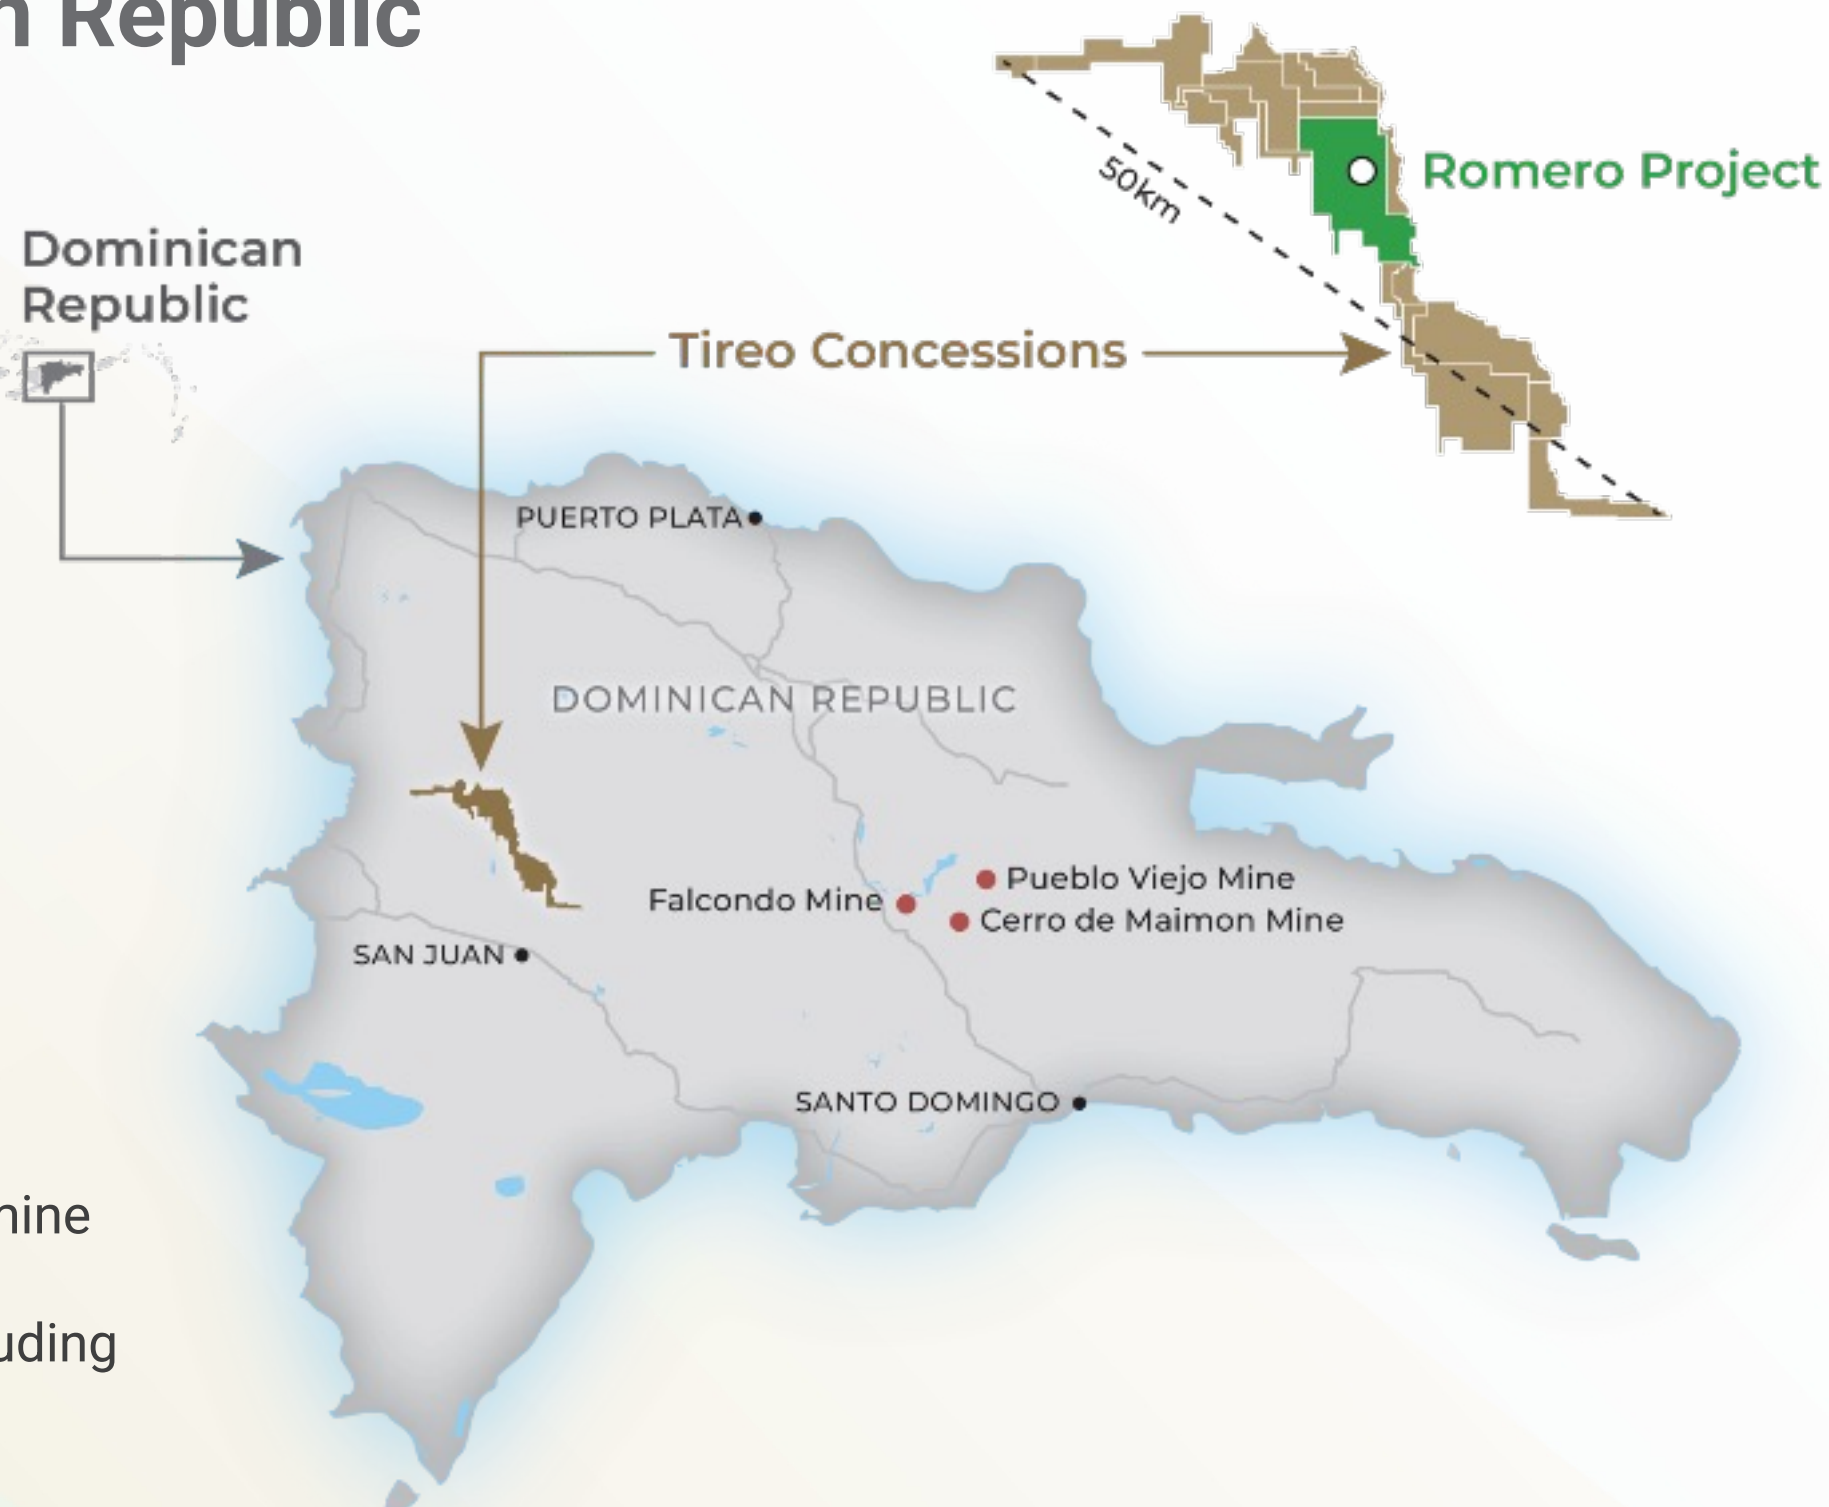 n Republic
Romero Project
50km
Dominican
Republic
Tireo Concessions
PUERTO PLATA
DOMINICAN REPUBLIC
Pueblo Viejo Mine
Falcondo Mine
Cerro de Maimon Mine
SAN JUAN
SANTO DOMINGO
nine
uding